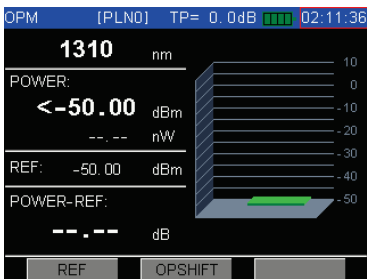 OPM [PLN0] TP= 0.0dB 02:11:36
1310 nm
POWER:
<-50.00 dBm
--.-- nW
REF: -50.00 dBm
POWER-REF:
--.-- dB
10
0
-10
-20
-30
-40
-50
REF OPSHIFT